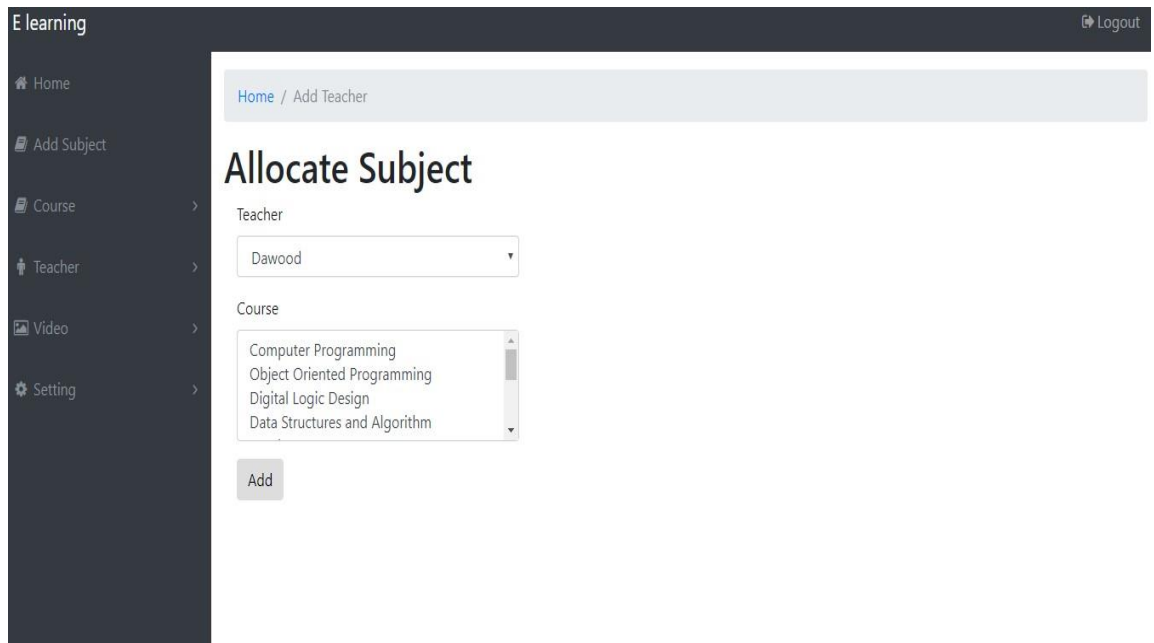 E learning
Logout
Home
Add Subject
Course
Teacher
Video
Setting
Home / Add Teacher
Allocate Subject
Teacher
Dawood
Course
Computer Programming
Object Oriented Programming
Digital Logic Design
Data Structures and Algorithm
Add